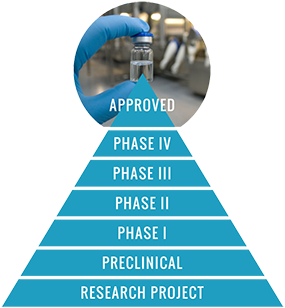 APPROVED
PHASE IV
PHASE III
PHASE II
PHASE I
PRECLINICAL
RESEARCH PROJECT